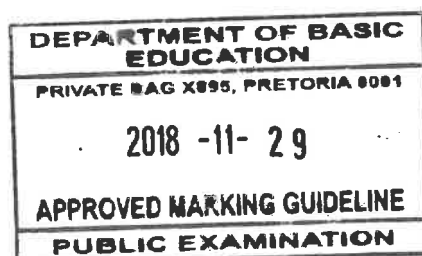 DEPARTMENT OF BASIC
EDUCATION
PRIVATE BAG X895, PRETORIA 0001
2018 -11- 29
APPROVED MARKING GUIDELINE
PUBLIC EXAMINATION